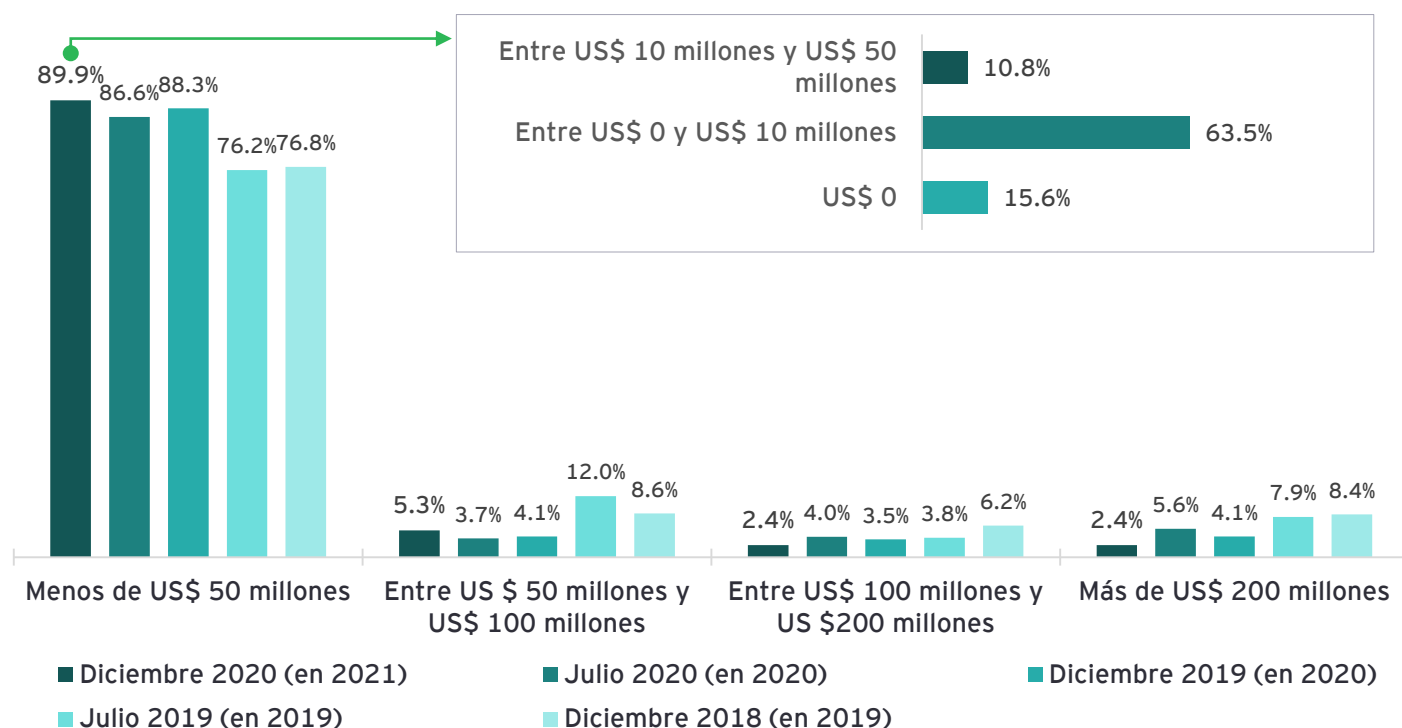 Entre US$ 10 millones y US$ 50
millones
10.8%
Entre US$ 0 y US$ 10 millones
63.5%
US$ 0
15.6%
89.9%
86.6%
88.3%
76.2%
76.8%
5.3%
3.7%
4.1%
12.0%
8.6%
2.4%
4.0%
3.5%
3.8%
6.2%
2.4%
5.6%
4.1%
7.9%
8.4%
Menos de US$ 50 millones
Entre US $ 50 millones y
US$ 100 millones
Entre US$ 100 millones y
US $200 millones
Más de US$ 200 millones
Diciembre 2020 (en 2021)
Julio 2020 (en 2020)
Diciembre 2019 (en 2020)
Julio 2019 (en 2019)
Diciembre 2018 (en 2019)